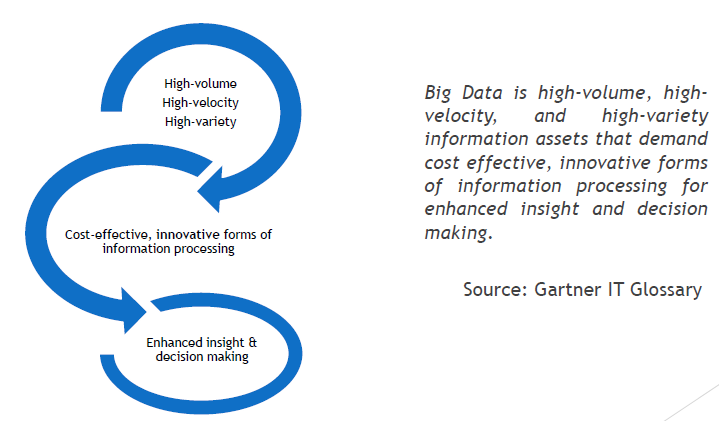 High-volume
High-velocity
High-variety
Cost-effective, innovative forms of
information processing
Enhanced insight &
decision making
Big Data is high-volume, high-
velocity, and high-variety
information assets that demand
cost effective, innovative forms
of information processing for
enhanced insight and decision
making.
Source: Gartner IT Glossary